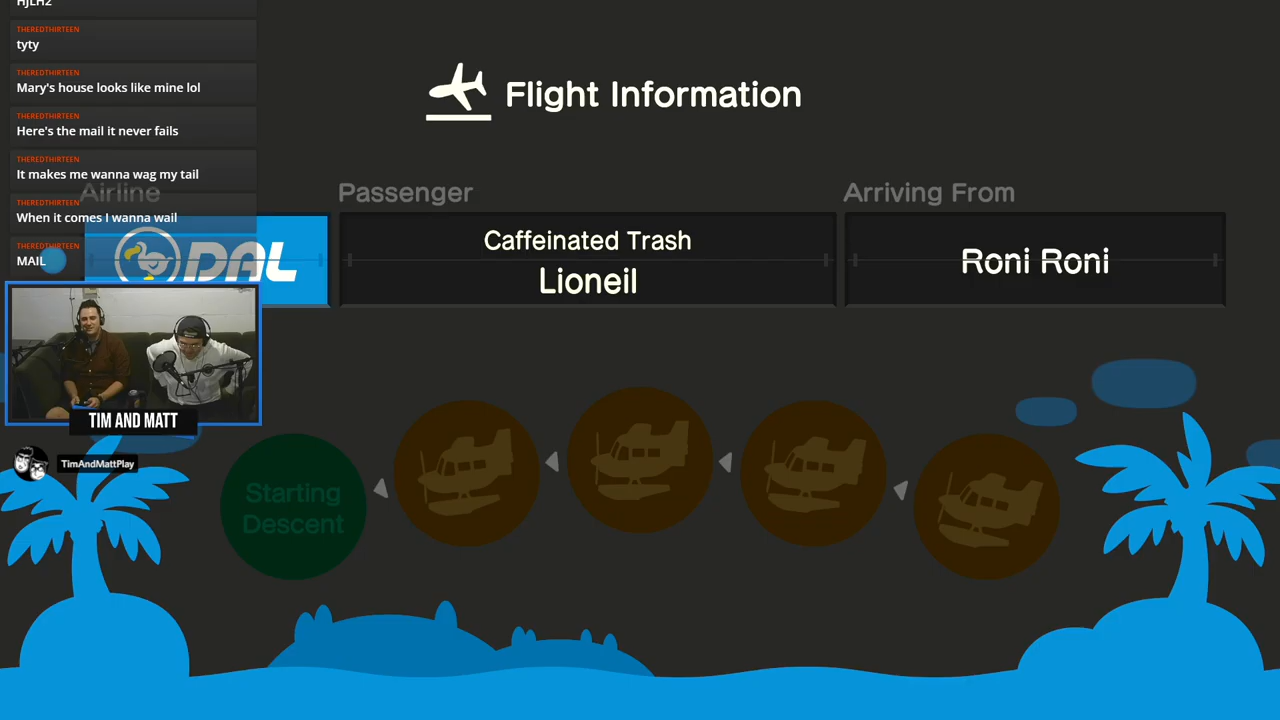 HJLH2
THEREDTHIRTEEN
tyty
THEREDTHIRTEEN
Mary's house looks like mine lol
THEREDTHIRTEEN
Here's the mail it never fails
THEREDTHIRTEEN
It makes me wanna wag my tail
THEREDTHIRTEEN
When it comes I wanna wail
THEREDTHIRTEEN
MAIL
Flight Information
Airline
Passenger
Arriving From
DAL
Caffeinated Trash
Lioneil
Roni Roni
TIM AND MATT
TimAndMattPlay
Starting
Descent